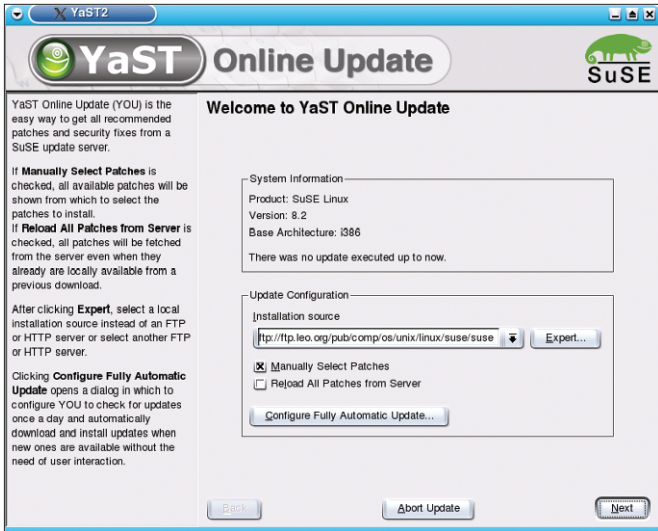 YaST2
YaST Online Update
SuSE
YaST Online Update (YOU) is the
easy way to get all recommended
patches and security fixes from a
SuSE update server.
If Manually Select Patches is
checked, all available patches will be
shown from which to select the
patches to install.
If Reload All Patches from Server is
checked, all patches will be fetched
from the server even when they
already are locally available from a
previous download.
After clicking Expert, select a local
installation source instead of an FTP
or HTTP server or select another FTP
or HTTP server.
Clicking Configure Fully Automatic
Update opens a dialog in which to
configure YOU to check for updates
once a day and automatically
download and install updates when
new ones are available without the
need of user interaction.
Welcome to YaST Online Update
System Information
Product: SuSE Linux
Version: 8.2
Base Architecture: i386
There was no update executed up to now.
Update Configuration
Installation source
ftp://ftp.leo.org/pub/comp/os/unix/linux/suse/suse
Expert...
Manually Select Patches
Reload All Patches from Server
Configure Fully Automatic Update...
Back
Abort Update
Next